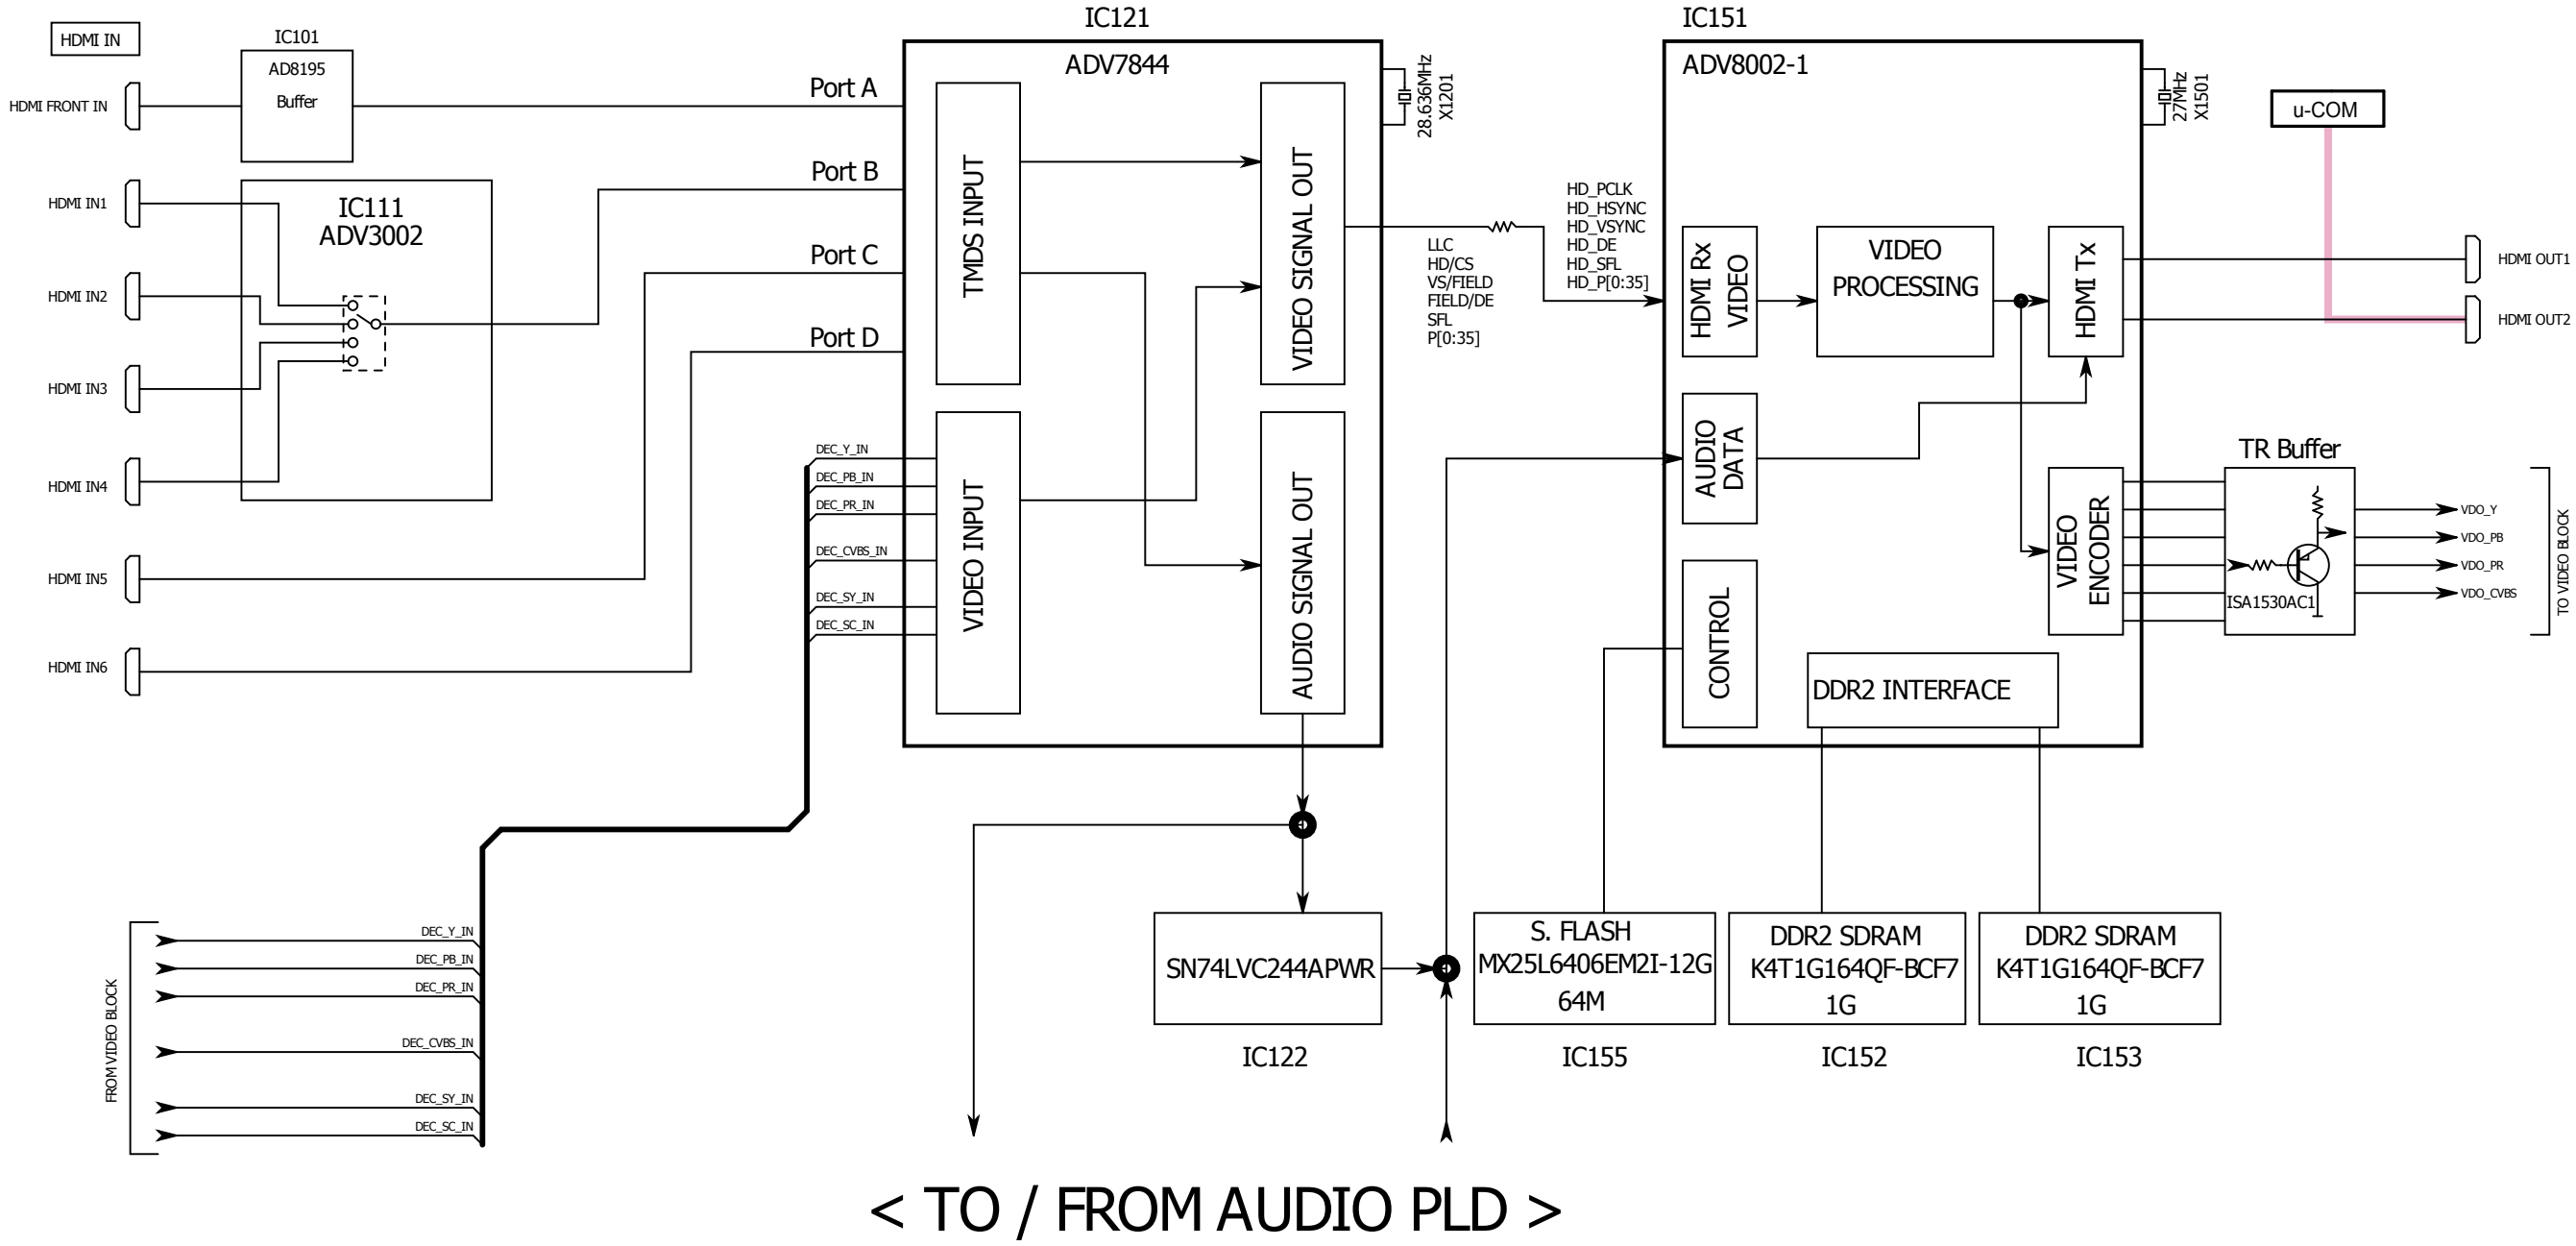 HDMI IN
IC101
AD8195
Buffer
HDMI FRONT IN
HDMI IN1
HDMI IN2
HDMI IN3
HDMI IN4
HDMI IN5
HDMI IN6
IC111
ADV3002
Port A
Port B
Port C
Port D
IC121
ADV7844
TMDS INPUT
VIDEO SIGNAL OUT
VIDEO INPUT
AUDIO SIGNAL OUT
28.636MHz
X1201
DEC_Y_IN
DEC_PB_IN
DEC_PR_IN
DEC_CVBS_IN
DEC_SY_IN
DEC_SC_IN
LLC
HD/CS
VS/FIELD
FIELD/DE
SFL
P[0:35]
HD_PCLK
HD_HSYNC
HD_VSYNC
HD_DE
HD_SFL
HD_P[0:35]
IC151
ADV8002-1
HDMI Rx
VIDEO
VIDEO
PROCESSING
HDMI Tx
AUDIO
DATA
CONTROL
VIDEO
ENCODER
DDR2 INTERFACE
27MHz
X1501
u-COM
HDMI OUT1
HDMI OUT2
TR Buffer
ISA1530AC1
VDO_Y
VDO_PB
VDO_PR
VDO_CVBS
TO VIDEO BLOCK
FROM VIDEO BLOCK
DEC_Y_IN
DEC_PB_IN
DEC_PR_IN
DEC_CVBS_IN
DEC_SY_IN
DEC_SC_IN
SN74LVC244APWR
IC122
S. FLASH
MX25L6406EM2I-12G
64M
IC155
DDR2 SDRAM
K4T1G164QF-BCF7
1G
IC152
DDR2 SDRAM
K4T1G164QF-BCF7
1G
IC153
< TO / FROM AUDIO PLD >